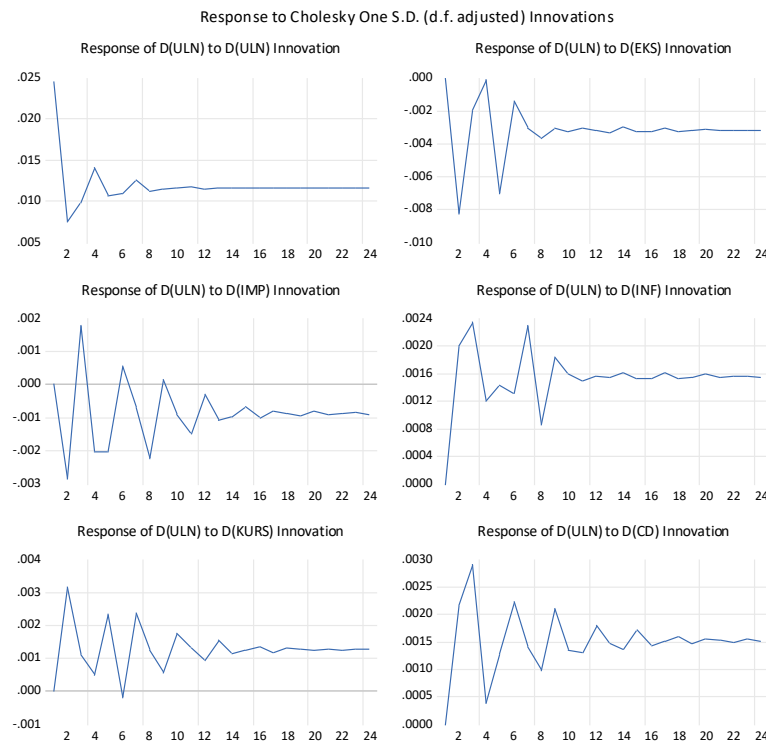 Response to Cholesky One S.D. (d.f. adjusted) Innovations
Response of D(ULN) to D(ULN) Innovation
.025
.020
.015
.010
.005
2 4 6 8 10 12 14 16 18 20 22 24
Response of D(ULN) to D(EKS) Innovation
.000
-.002
-.004
-.006
-.008
-.010
2 4 6 8 10 12 14 16 18 20 22 24
Response of D(ULN) to D(IMP) Innovation
.002
.001
.000
-.001
-.002
-.003
2 4 6 8 10 12 14 16 18 20 22 24
Response of D(ULN) to D(INF) Innovation
.0024
.0020
.0016
.0012
.0008
.0004
.0000
2 4 6 8 10 12 14 16 18 20 22 24
Response of D(ULN) to D(KURS) Innovation
.004
.003
.002
.001
.000
-.001
2 4 6 8 10 12 14 16 18 20 22 24
Response of D(ULN) to D(CD) Innovation
.0030
.0025
.0020
.0015
.0010
.0005
.0000
2 4 6 8 10 12 14 16 18 20 22 24